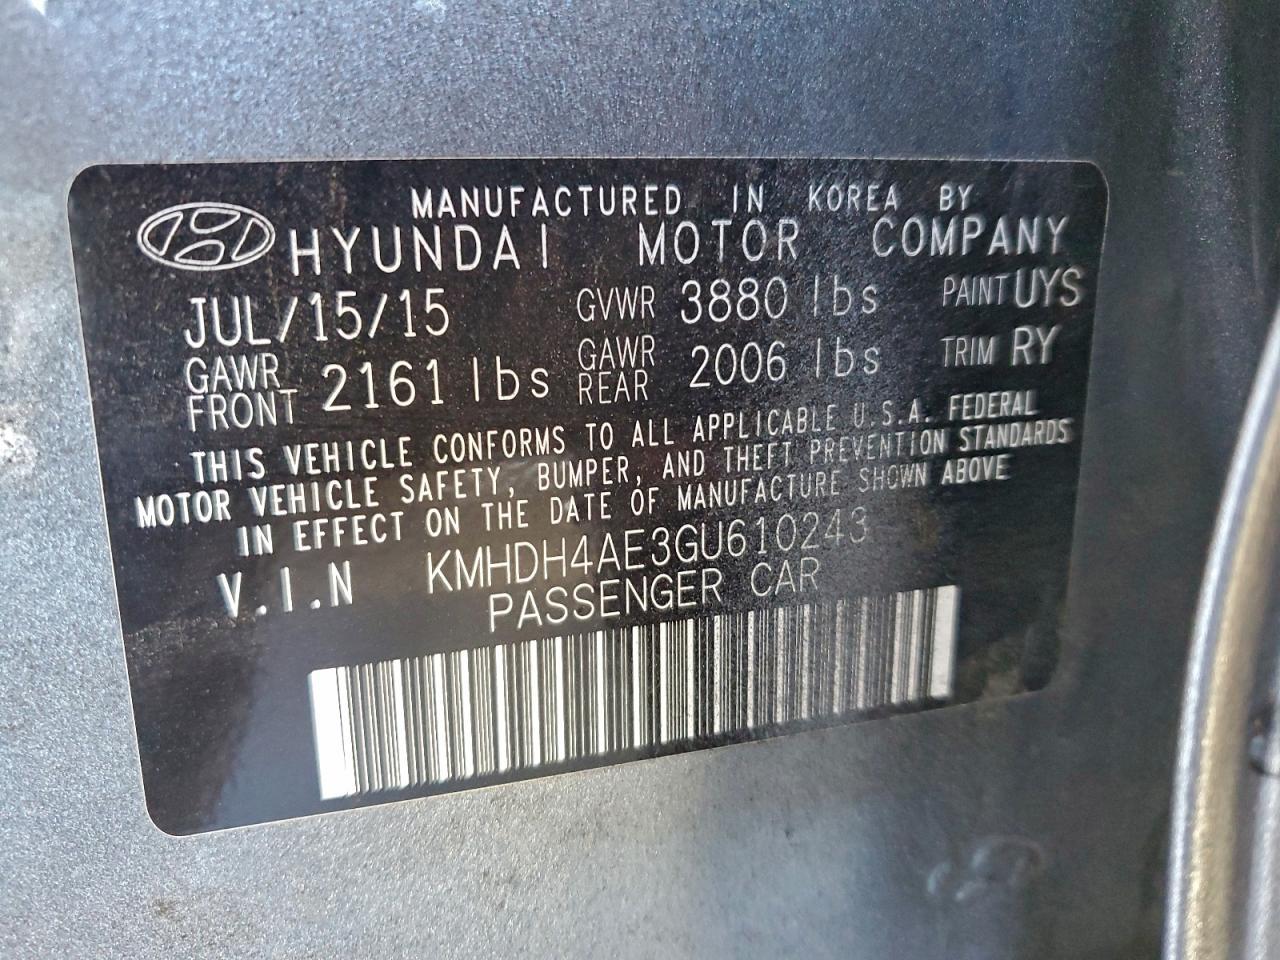 MANUFACTURED IN KOREA BY
HYUNDAI MOTOR COMPANY
JUL/15/15 GVWR 3880 lbs PAINT UYS
GAWR FRONT 2161 lbs GAWR REAR 2006 lbs TRIM RY
THIS VEHICLE CONFORMS TO ALL APPLICABLE U.S.A. FEDERAL
MOTOR VEHICLE SAFETY, BUMPER, AND THEFT PREVENTION STANDARDS
IN EFFECT ON THE DATE OF MANUFACTURE SHOWN ABOVE
V.I.N KMHDH4AE3GU610243
PASSENGER CAR